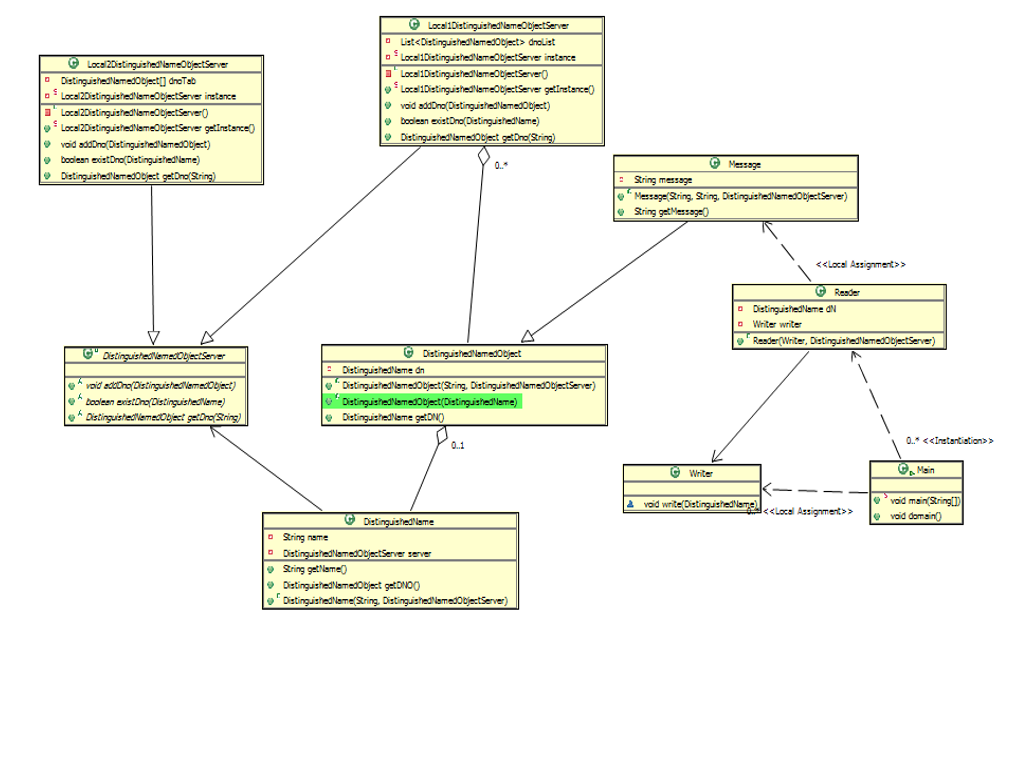 Local1DistinguishedNameObjectServer
List<DistinguishedNamedObject> dnoList
Local1DistinguishedNameObjectServer instance
Local1DistinguishedNameObjectServer()
Local1DistinguishedNameObjectServer getInstance()
void addDno(DistinguishedNamedObject)
boolean existDno(DistinguishedName)
DistinguishedNamedObject getDno(String)
Local2DistinguishedNameObjectServer
DistinguishedNamedObject[] dnoTab
Local2DistinguishedNameObjectServer instance
Local2DistinguishedNameObjectServer()
Local2DistinguishedNameObjectServer getInstance()
void addDno(DistinguishedNamedObject)
boolean existDno(DistinguishedName)
DistinguishedNamedObject getDno(String)
0..*
Message
String message
Message(String, String, DistinguishedNamedObjectServer)
String getMessage()
<<Local Assignment>>
Reader
DistinguishedName dN
Writer writer
Reader(Writer, DistinguishedNamedObjectServer)
DistinguishedNamedObjectServer
void addDno(DistinguishedNamedObject)
boolean existDno(DistinguishedName)
DistinguishedNamedObject getDno(String)
DistinguishedNamedObject
DistinguishedName dn
DistinguishedNamedObject(String, DistinguishedNamedObjectServer)
DistinguishedNamedObject(DistinguishedName)
DistinguishedName getDN()
0..1
0..* <<Instantiation>>
Writer
void write(DistinguishedName)
Main
void main(String[])
void domain()
0..* <<Local Assignment>>
DistinguishedName
String name
DistinguishedNamedObjectServer server
String getName()
DistinguishedNamedObject getDNO()
DistinguishedName(String, DistinguishedNamedObjectServer)